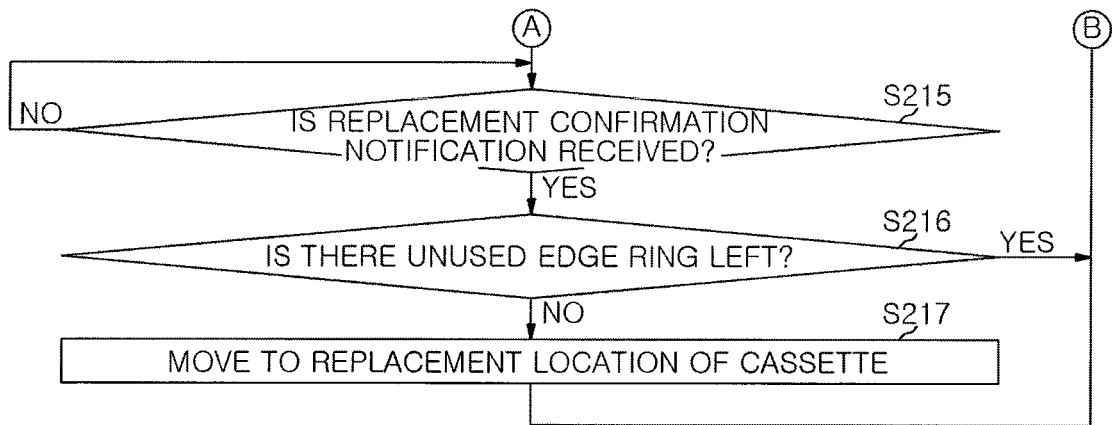 A
B
S215
NO
IS REPLACEMENT CONFIRMATION
NOTIFICATION RECEIVED?
YES
S216
IS THERE UNUSED EDGE RING LEFT?
YES
NO
S217
MOVE TO REPLACEMENT LOCATION OF CASSETTE